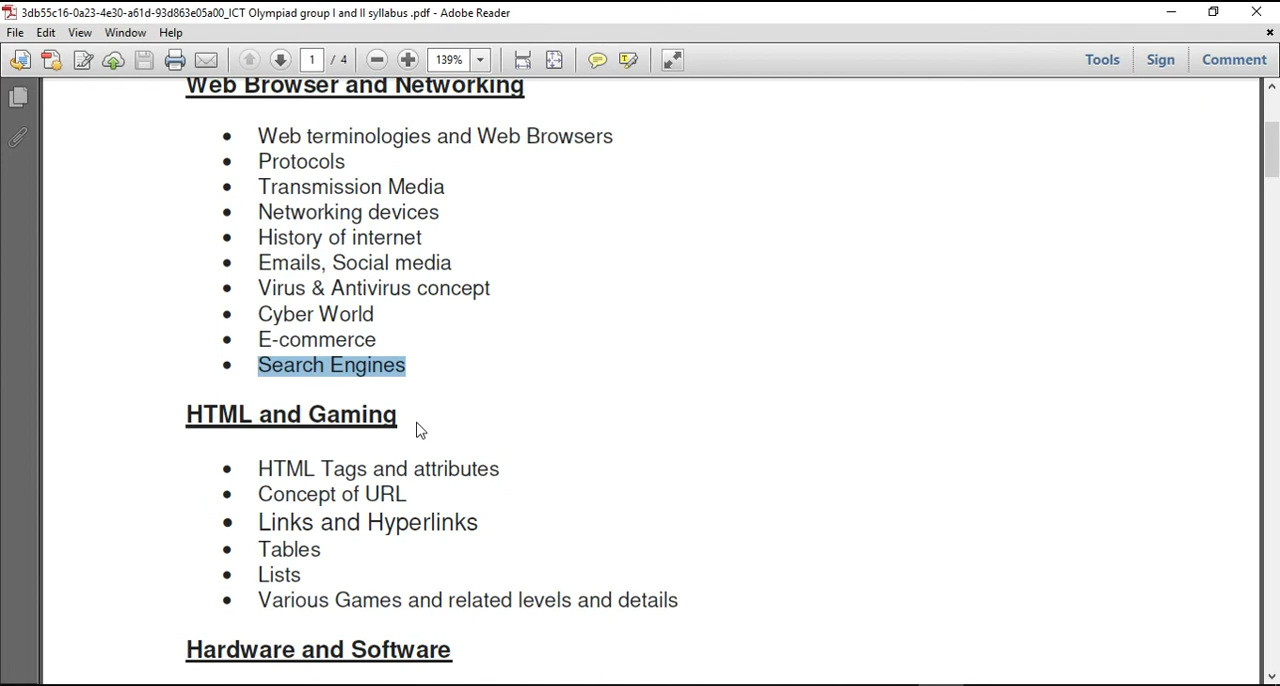 3db55c16-0a23-4e30-a61d-93d863e05a00_ICT Olympiad group I and II syllabus .pdf - Adobe Reader
File Edit View Window Help
1 / 4 139% Tools Sign Comment
Web Browser and Networking
• Web terminologies and Web Browsers
• Protocols
• Transmission Media
• Networking devices
• History of internet
• Emails, Social media
• Virus & Antivirus concept
• Cyber World
• E-commerce
• Search Engines
HTML and Gaming
• HTML Tags and attributes
• Concept of URL
• Links and Hyperlinks
• Tables
• Lists
• Various Games and related levels and details
Hardware and Software